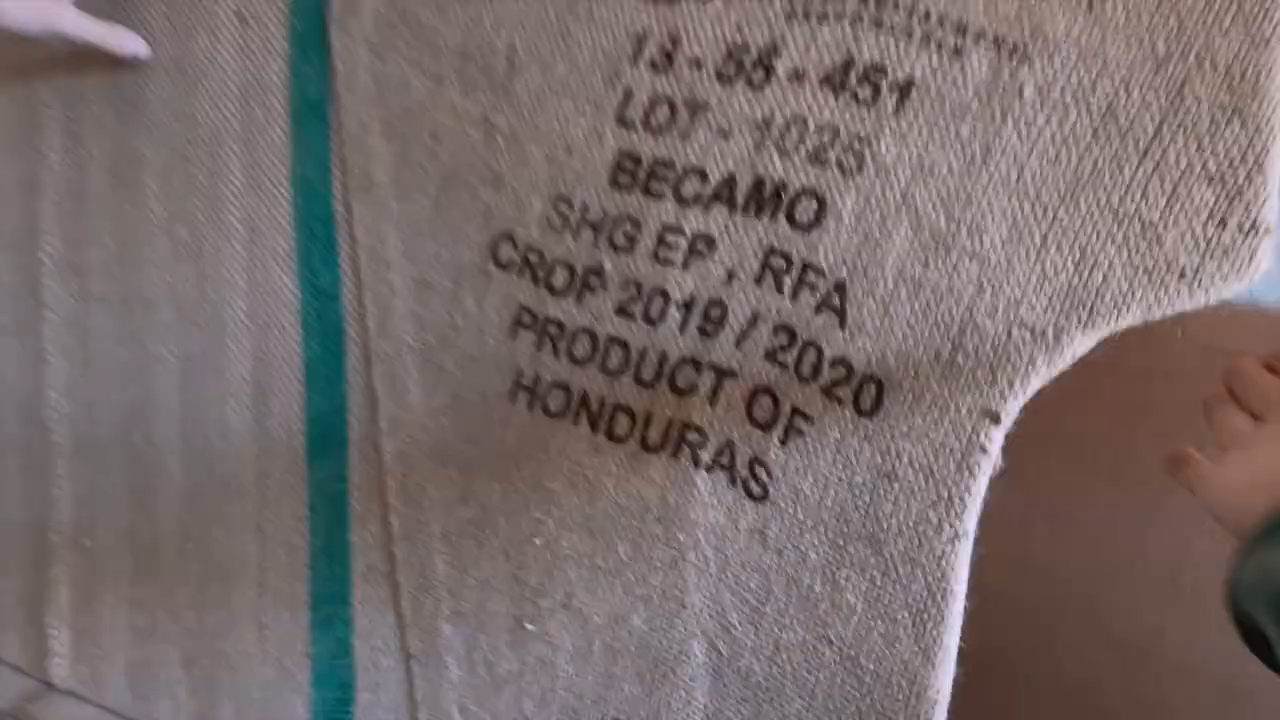 13-55-451
LOT - 1025
BECAMO
SHG EP , RFA
CROP 2019 / 2020
PRODUCT OF
HONDURAS